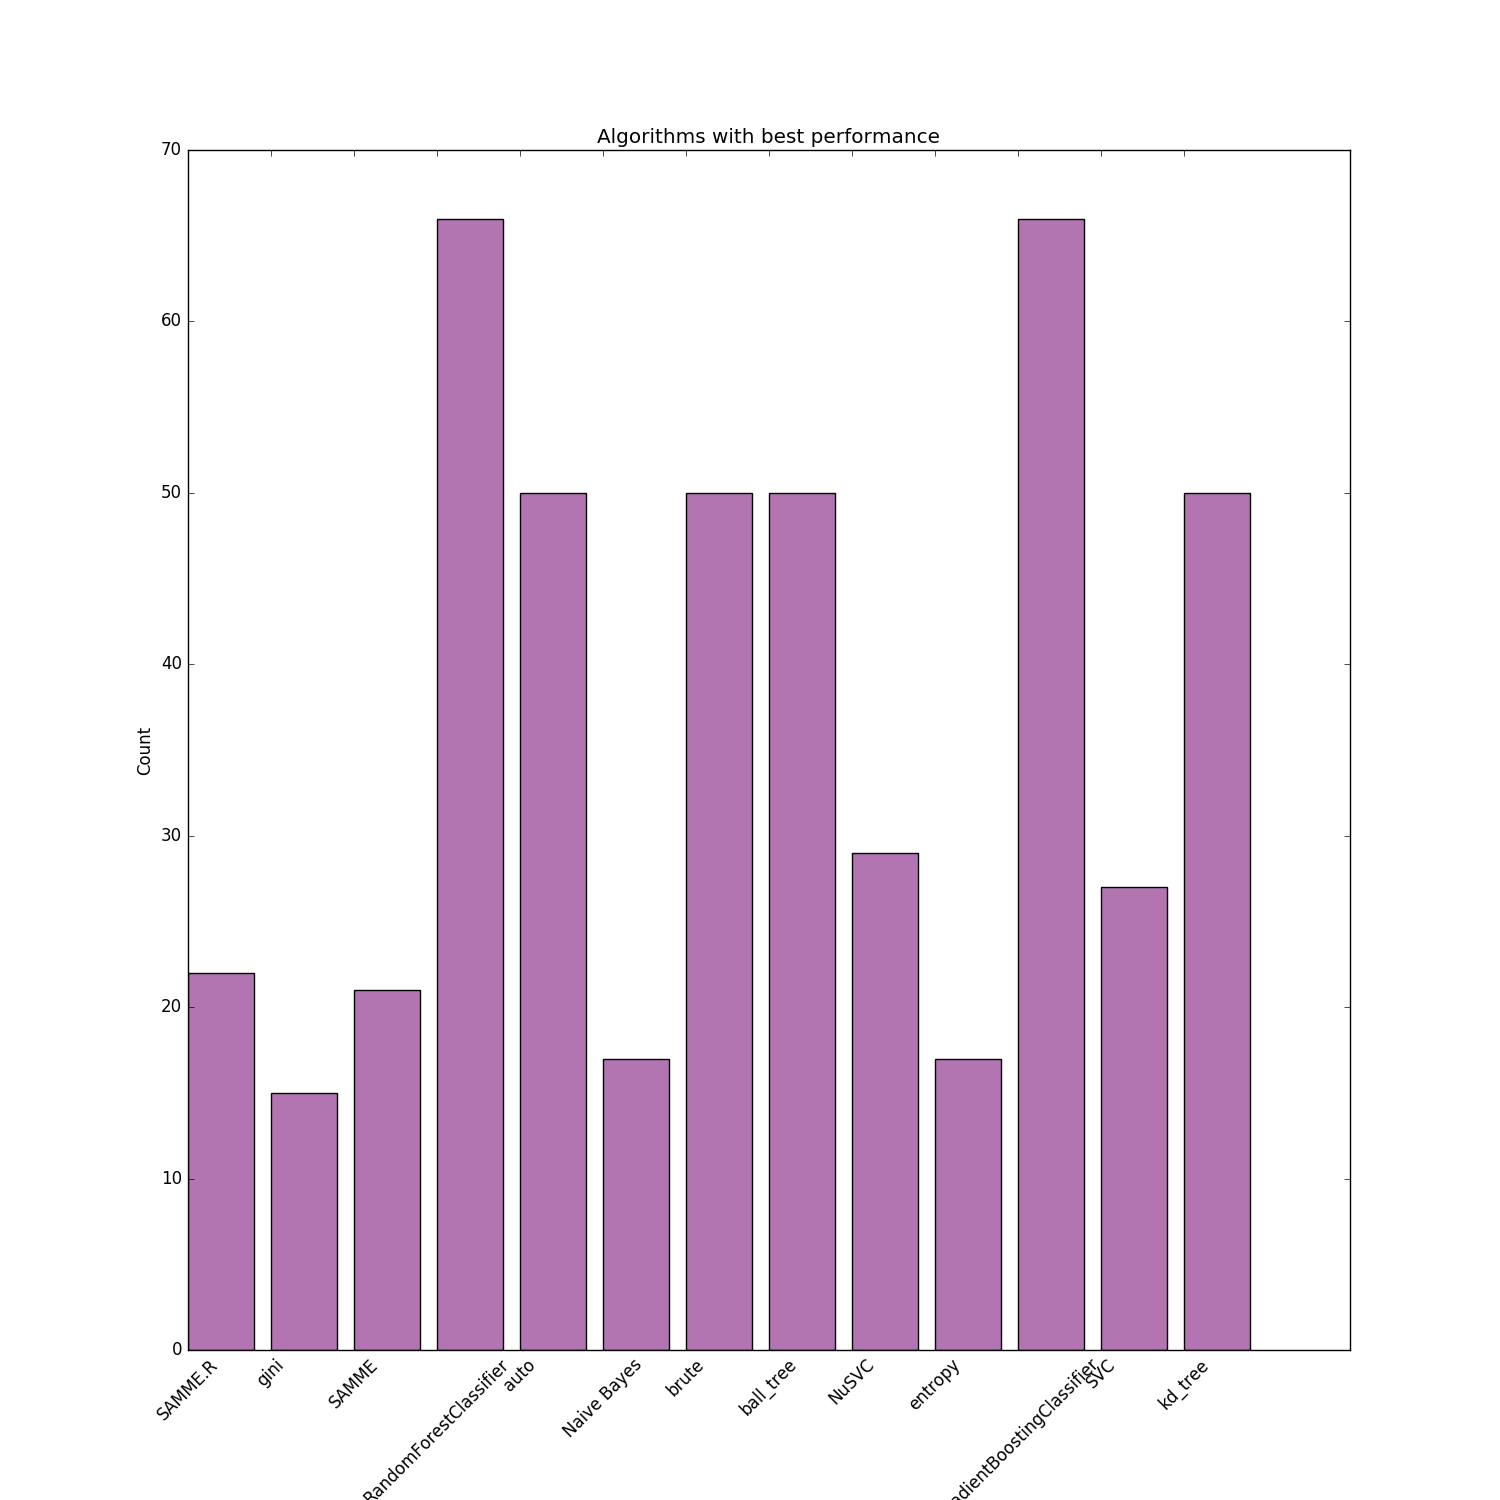 Algorithms with best performance
70
60
50
40
30
20
10
0
Count
SAMME.R
gini
SAMME
RandomForestClassifier
auto
Naive Bayes
brute
ball_tree
NuSVC
entropy
edientBoostingClassifier
SVC
kd_tree